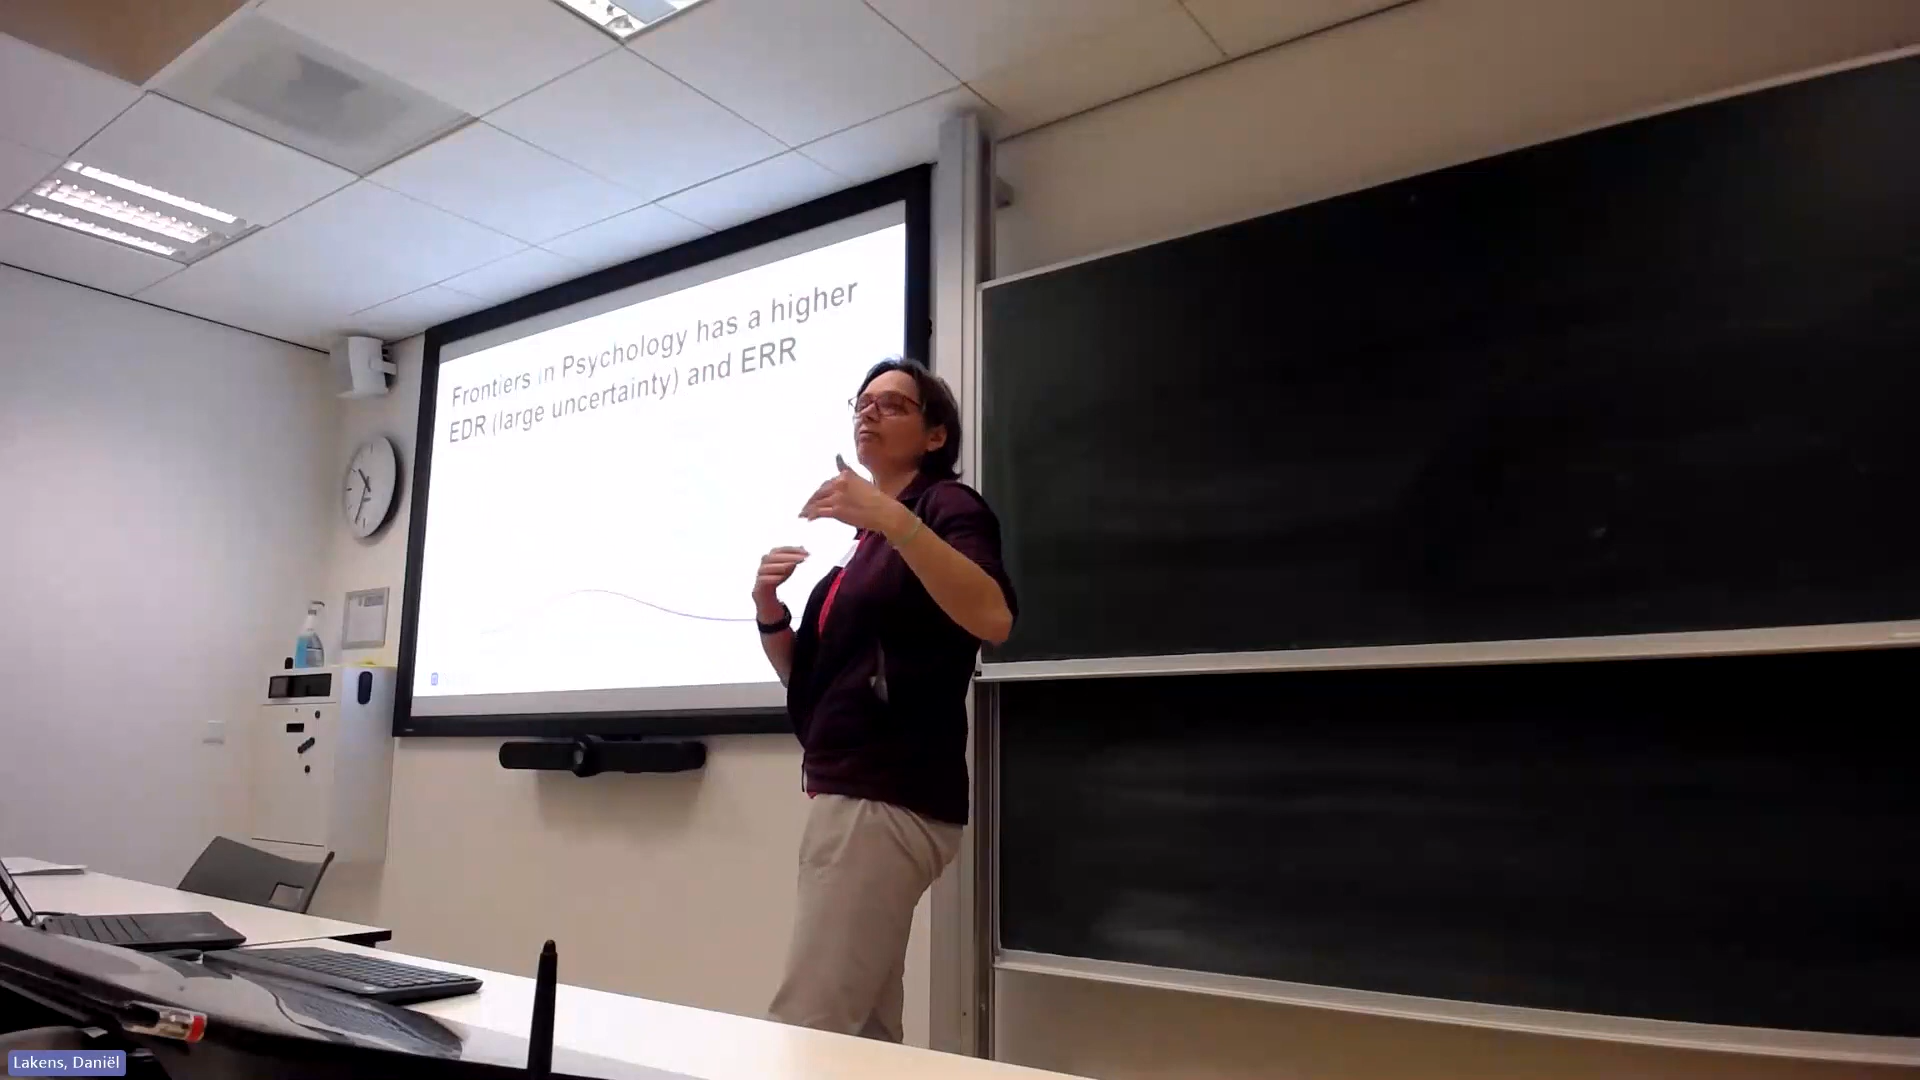 Frontiers in Psychology has a higher
EDR (large uncertainty) and ERR
Lakens, Daniël